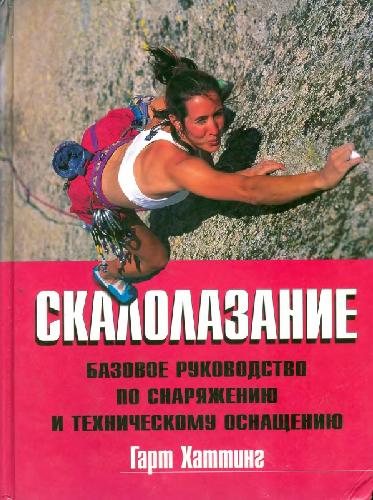 СКАЛОЛАЗАНИЕ
БАЗОВОЕ РУКОВОДСТВО
ПО СНАРЯЖЕНИЮ
И ТЕХНИЧЕСКОМУ ОСНАЩЕНИЮ
Гарт Хаттинг